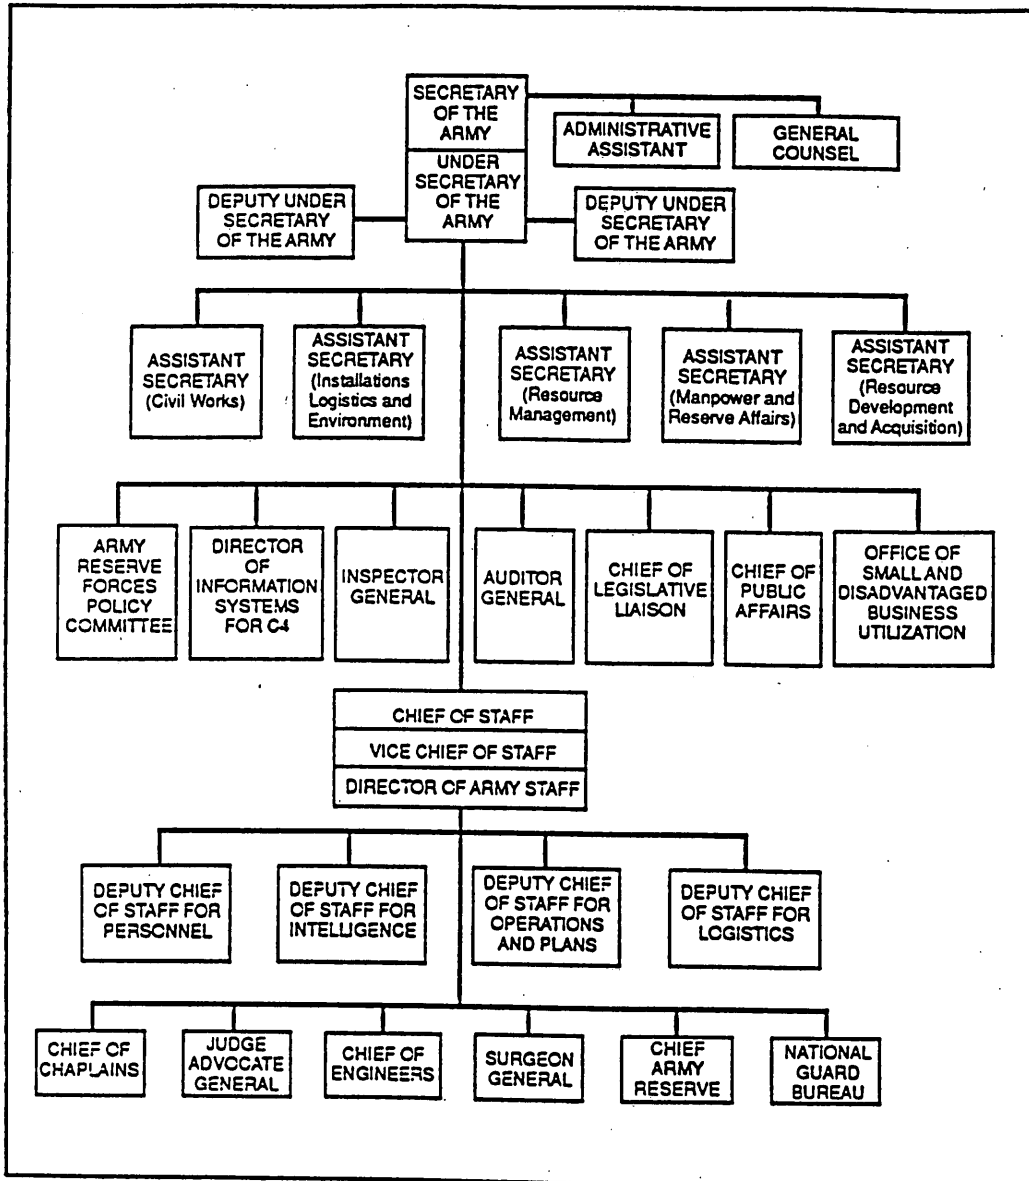 SECRETARY
OF THE
ARMY
ADMINISTRATIVE
ASSISTANT
GENERAL
COUNSEL
UNDER
SECRETARY
OF THE
ARMY
DEPUTY UNDER
SECRETARY
OF THE ARMY
DEPUTY UNDER
SECRETARY
OF THE ARMY
ASSISTANT
SECRETARY
(Civil Works)
ASSISTANT
SECRETARY
(Installations
Logistics and
Environment)
ASSISTANT
SECRETARY
(Resource
Management)
ASSISTANT
SECRETARY
(Manpower and
Reserve Affairs)
ASSISTANT
SECRETARY
(Resource
Development
and Acquisition)
ARMY
RESERVE
FORCES
POLICY
COMMITTEE
DIRECTOR
OF
INFORMATION
SYSTEMS
FOR C4
INSPECTOR
GENERAL
AUDITOR
GENERAL
CHIEF OF
LEGISLATIVE
LIAISON
CHIEF OF
PUBLIC
AFFAIRS
OFFICE OF
SMALL AND
DISADVANTAGED
BUSINESS
UTILIZATION
CHIEF OF STAFF
VICE CHIEF OF STAFF
DIRECTOR OF ARMY STAFF
DEPUTY CHIEF
OF STAFF FOR
PERSONNEL
DEPUTY CHIEF
OF STAFF FOR
INTELLIGENCE
DEPUTY CHIEF
OF STAFF FOR
OPERATIONS
AND PLANS
DEPUTY CHIEF
OF STAFF FOR
LOGISTICS
CHIEF OF
CHAPLAINS
JUDGE
ADVOCATE
GENERAL
CHIEF OF
ENGINEERS
SURGEON
GENERAL
CHIEF
ARMY
RESERVE
NATIONAL
GUARD
BUREAU